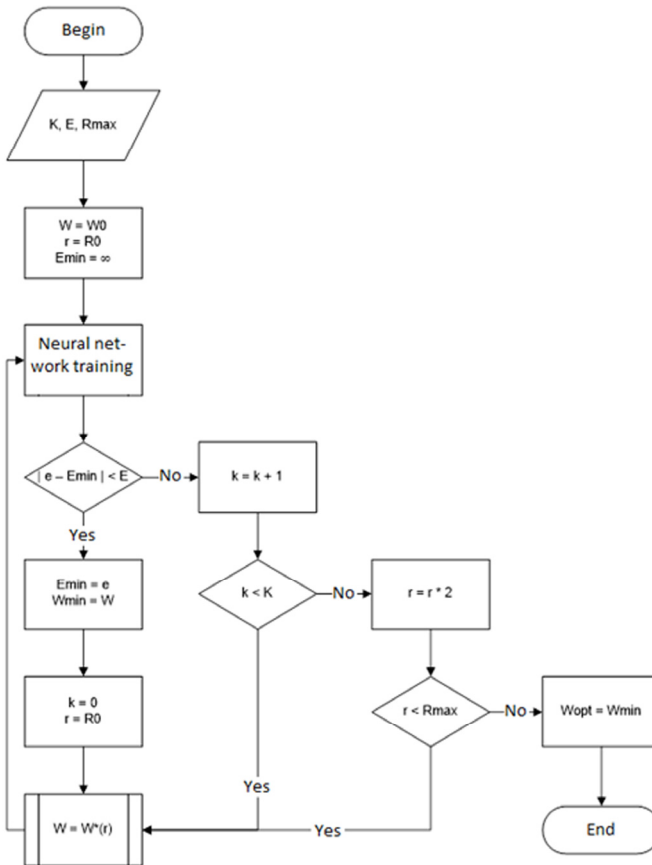 Begin
K, E, Rmax
W = W0
r = R0
Emin = ∞
Neural net-
work training
| e – Emin | < E
No
k = k + 1
Yes
Emin = e
Wmin = W
k < K
No
r = r * 2
k = 0
r = R0
r < Rmax
No
Wopt = Wmin
Yes
W = W*(r)
Yes
End